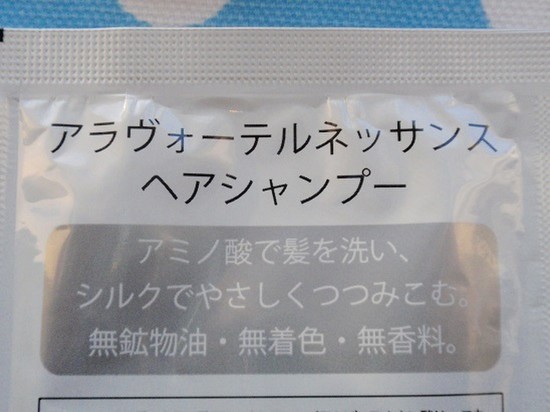 アラヴォーテルネッサンス
ヘアシャンプー
アミノ酸で髪を洗い、
シルクでやさしくつつみこむ。
無鉱物油・無着色・無香料。